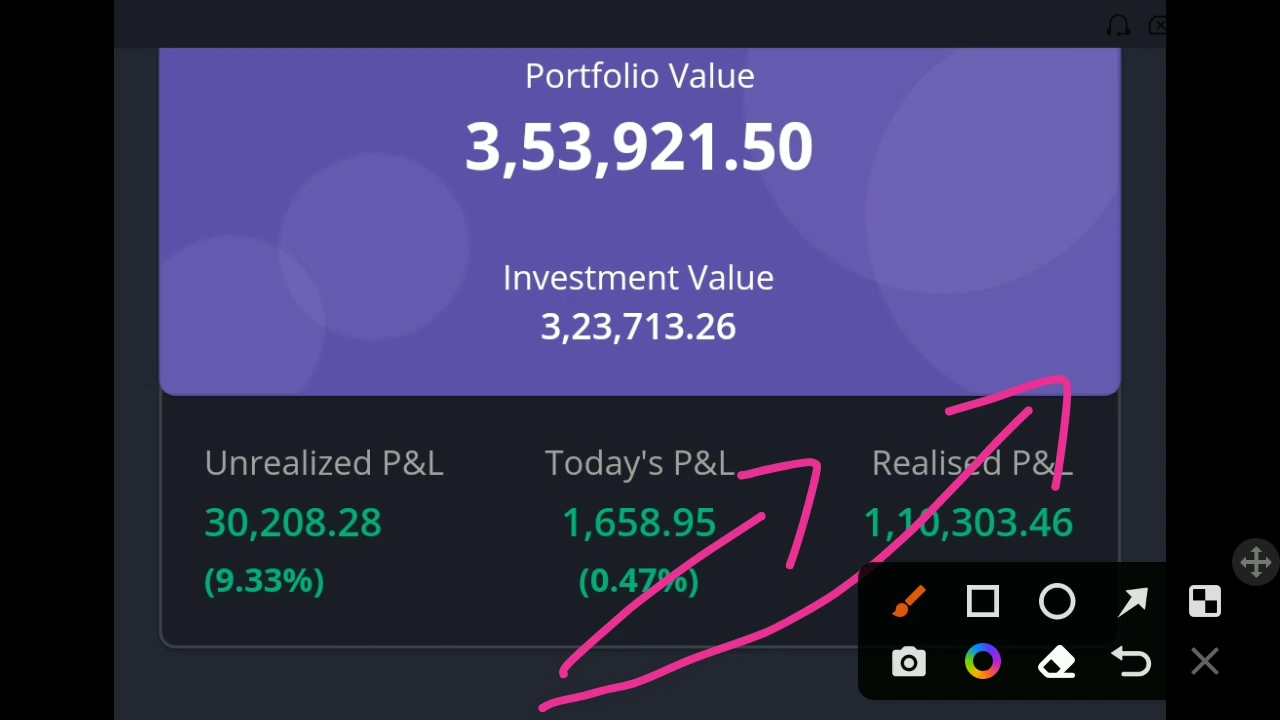 Portfolio Value
3,53,921.50
Investment Value
3,23,713.26
Unrealized P&L Today's P&L Realised P&L
30,208.28 1,658.95 1,10,303.46
(9.33%) (0.47%)